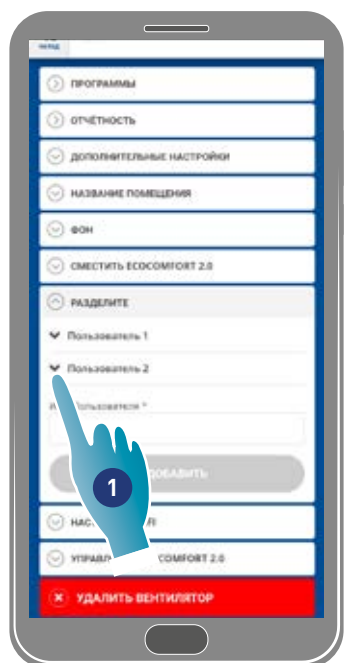 НАЗАД
ПРОГРАММЫ
ОТЧЁТНОСТЬ
ДОПОЛНИТЕЛЬНЫЕ НАСТРОЙКИ
НАЗВАНИЕ ПОМЕЩЕНИЯ
ФОН
СМЕСТИТЬ ECOCOMFORT 2.0
РАЗДЕЛИТЕ
Пользователь 1
Пользователь 2
Пользователя *
ДОБАВИТЬ
1
COMFORT 2.0
УДАЛИТЬ ВЕНТИЛЯТОР